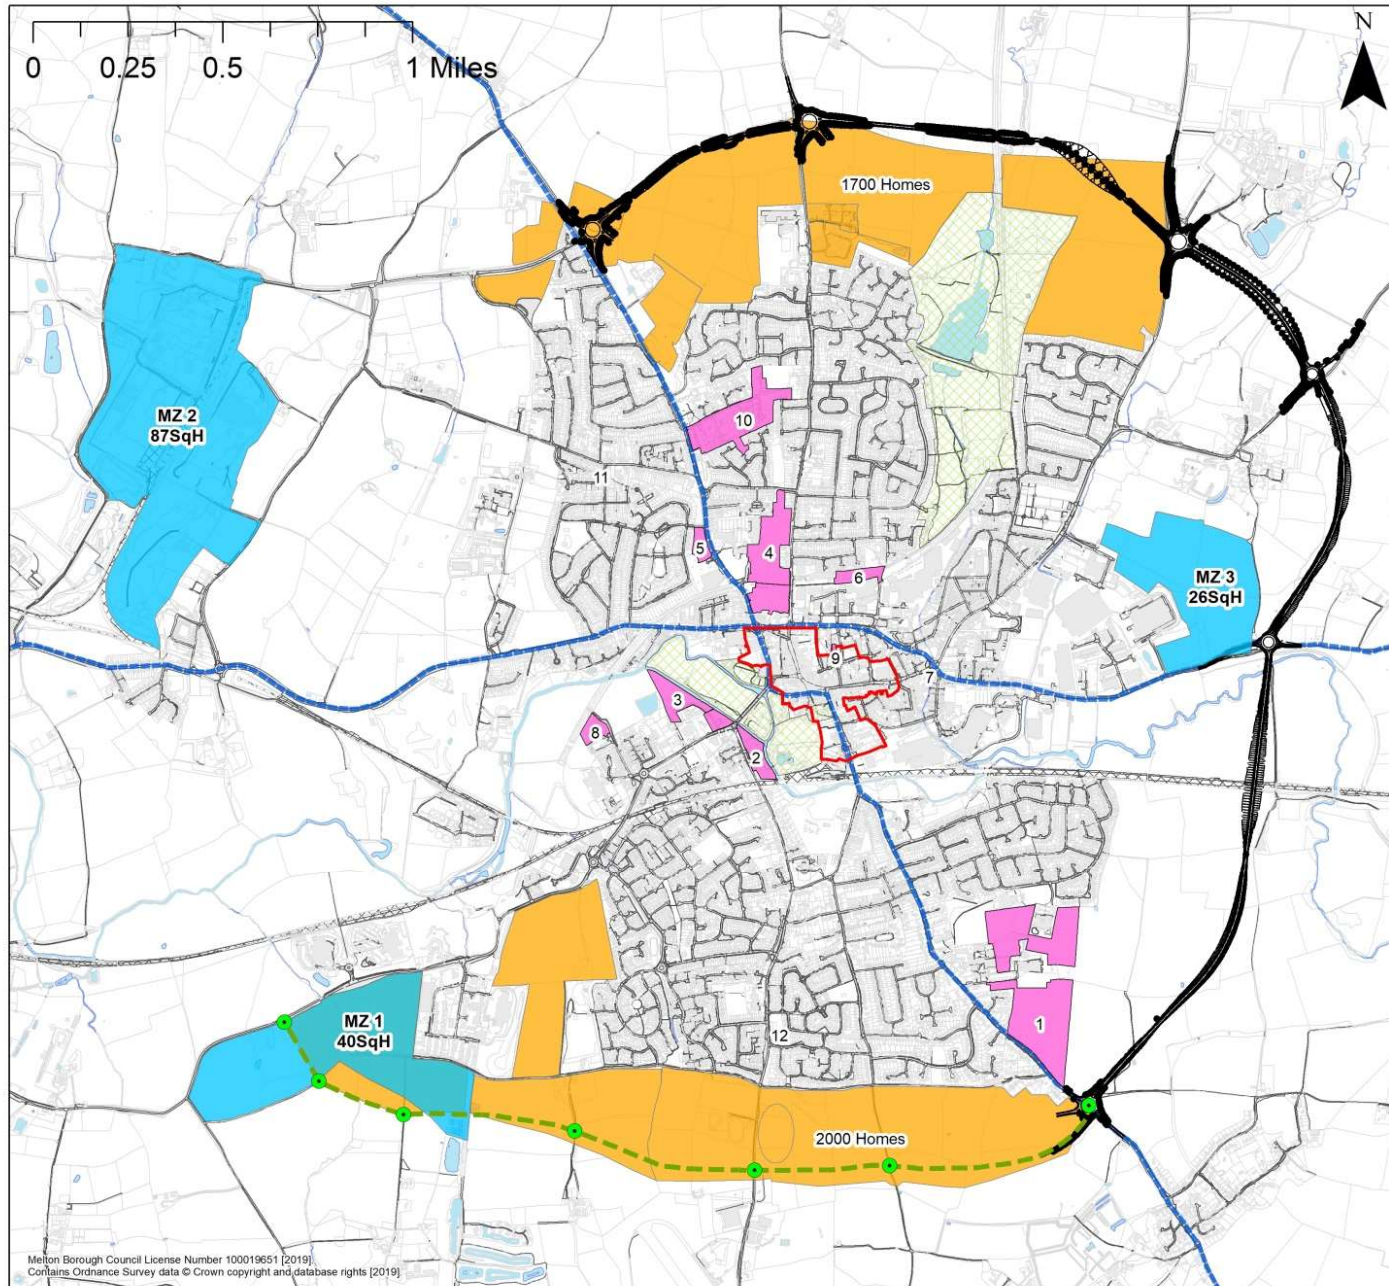 N
0 0.25 0.5 1 Miles
1700 Homes
MZ 2
87SqH
10
11
5
4
6
MZ 3
26SqH
9
7
3
8
2
MZ 1
40SqH
1
12
2000 Homes
Melton Borough Council License Number 100019651 [2019]
Contains Ordnance Survey data © Crown copyright and database rights [2019]